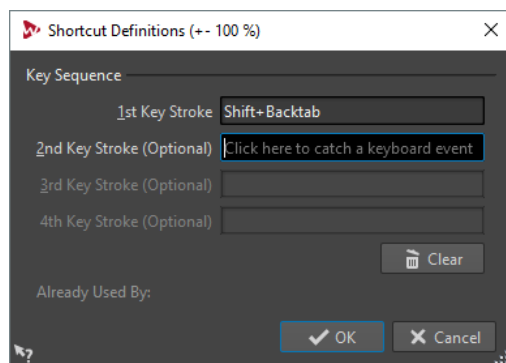 Shortcut Definitions (+- 100 %)
Key Sequence
1st Key Stroke Shift+Backtab
2nd Key Stroke (Optional) Click here to catch a keyboard event
3rd Key Stroke (Optional)
4th Key Stroke (Optional)
Clear
Already Used By:
OK Cancel